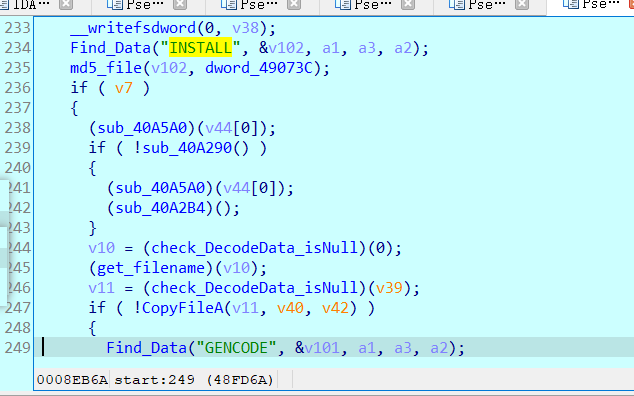 IDA··· Pse··· Pse··· Pse··· Pse··· Pse···
233 __writefsdword(0, v38);
234 Find_Data("INSTALL", &v102, a1, a3, a2);
235 md5_file(v102, dword_49073C);
236 if ( v7 )
237 {
238 (sub_40A5A0)(v44[0]);
239 if ( !sub_40A290() )
240 {
241 (sub_40A5A0)(v44[0]);
242 (sub_40A2B4)();
243 }
244 v10 = (check_DecodeData_isNull)(0);
245 (get_filename)(v10);
246 v11 = (check_DecodeData_isNull)(v39);
247 if ( !CopyFileA(v11, v40, v42) )
248 {
249 Find_Data("GENCODE", &v101, a1, a3, a2);
0008EB6A start:249 (48FD6A)